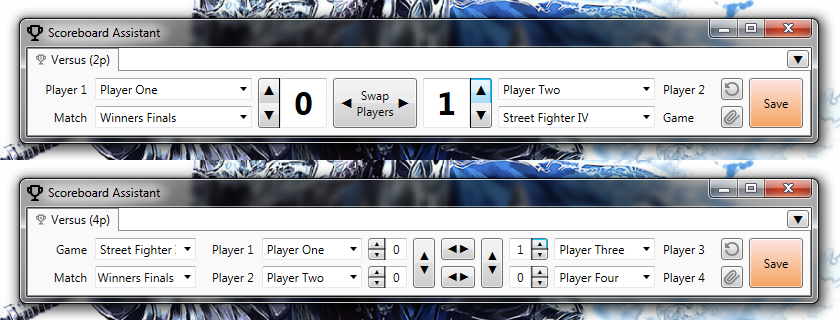 Scoreboard Assistant
Versus (2p)
Player 1 Player One 0 Swap Players 1 Player Two Player 2 Save
Match Winners Finals Street Fighter IV Game
Scoreboard Assistant
Versus (4p)
Game Street Fighter Player 1 Player One 0 1 Player Three Player 3 Save
Match Winners Finals Player 2 Player Two 0 0 Player Four Player 4